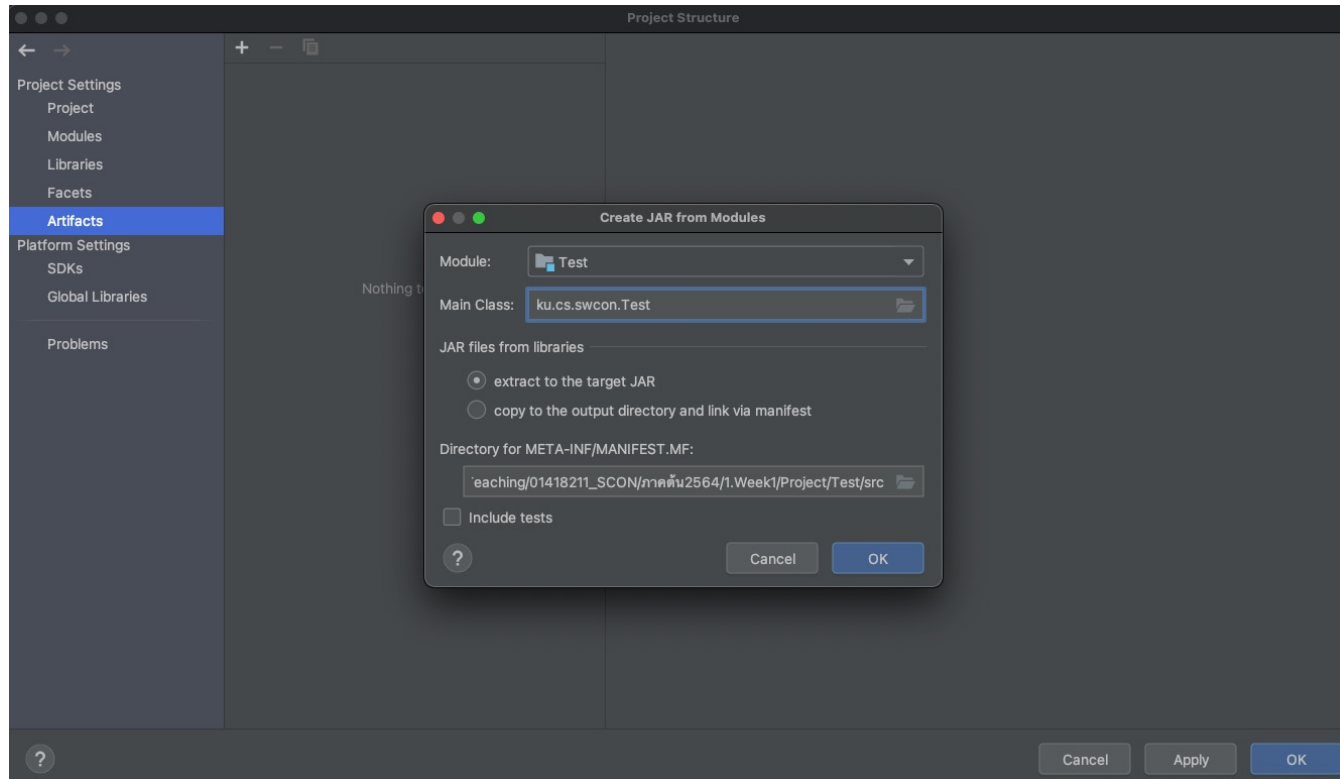 Project Structure
Project Settings
Project
Modules
Libraries
Facets
Artifacts
Platform Settings
SDKs
Global Libraries
Problems
Nothing t
Create JAR from Modules
Module: Test
Main Class: ku.cs.swcon.Test
JAR files from libraries
extract to the target JAR
copy to the output directory and link via manifest
Directory for META-INF/MANIFEST.MF:
eaching/01418211_SCON/ภาคต้น2564/1.Week1/Project/Test/src
Include tests
? Cancel OK
? Cancel Apply OK